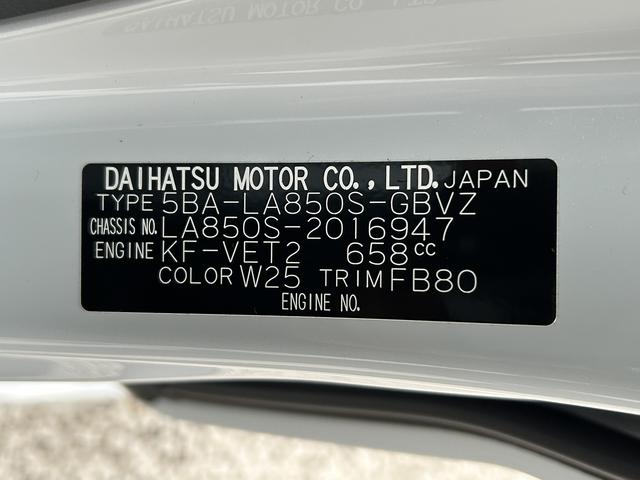 DAIHATSU MOTOR CO., LTD. JAPAN
TYPE 5BA-LA850S-GBVZ
CHASSIS NO. LA850S-2016947
ENGINE KF-VET2 658CC
COLOR W25 TRIM FB80
ENGINE NO.